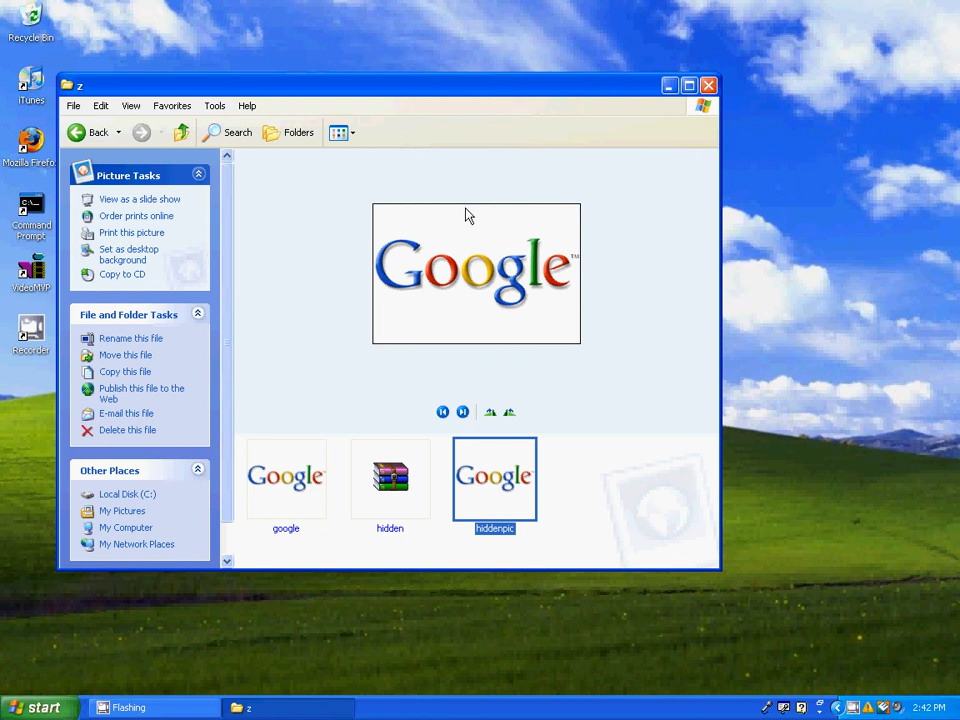 Recycle Bin
iTunes
Mozilla Firefo
C:\_
Command
Prompt
VideoMVP
Recorder
z
File Edit View Favorites Tools Help
Back Search Folders
Picture Tasks
View as a slide show
Order prints online
Print this picture
Set as desktop
background
Copy to CD
File and Folder Tasks
Rename this file
Move this file
Copy this file
Publish this file to the
Web
E-mail this file
Delete this file
Other Places
Local Disk (C:)
My Pictures
My Computer
My Network Places
Google™
Google
Google
google hidden hiddenpic
start Flashing z 2:42 PM